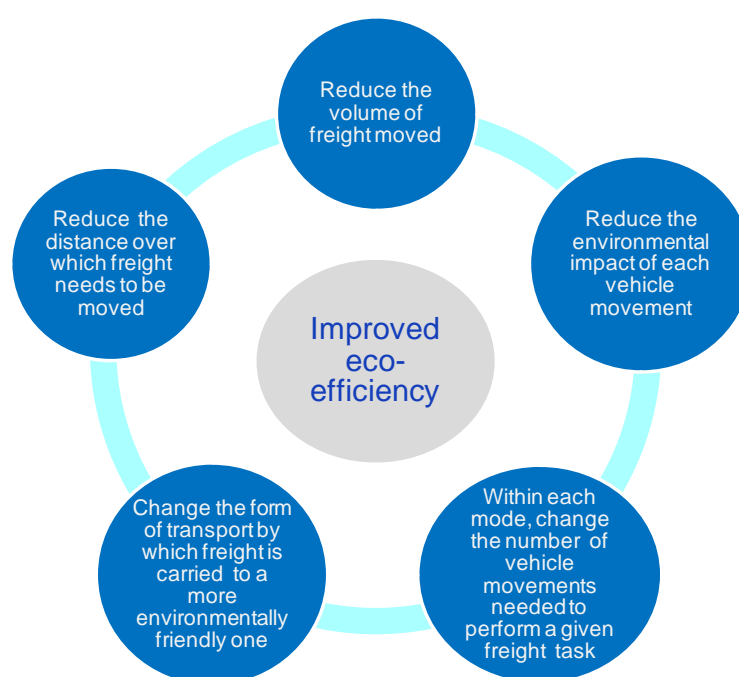 Reduce the
volume of
freight moved
Reduce the
environmental
impact of each
vehicle
movement
Within each
mode, change
the number of
vehicle
movements
needed to
perform a given
freight task
Change the form
of transport by
which freight is
carried to a
more
environmentally
friendly one
Reduce the
distance over
which freight
needs to be
moved
Improved
eco-
efficiency